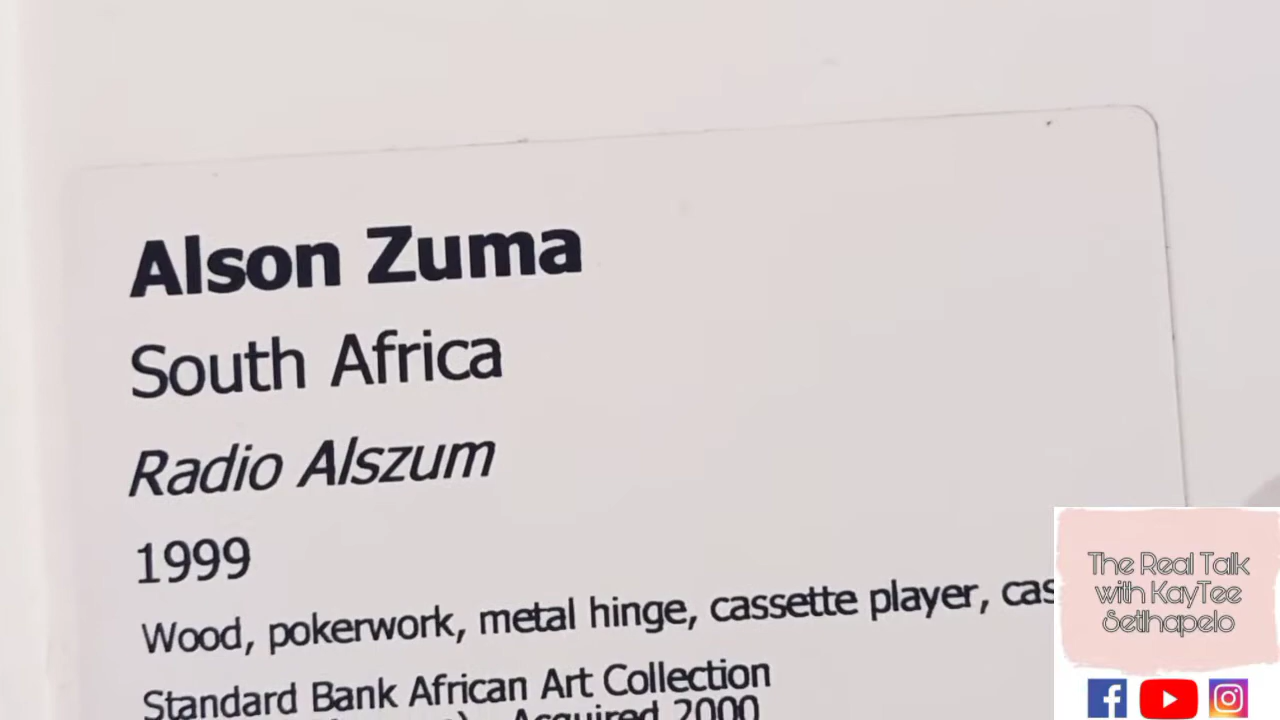 Alson Zuma
South Africa
Radio Alszum
1999
Wood, pokerwork, metal hinge, cassette player,
Standard Bank African Art Collection
Acquired 2000
The Real Talk
with KayTee
Setlhapelo